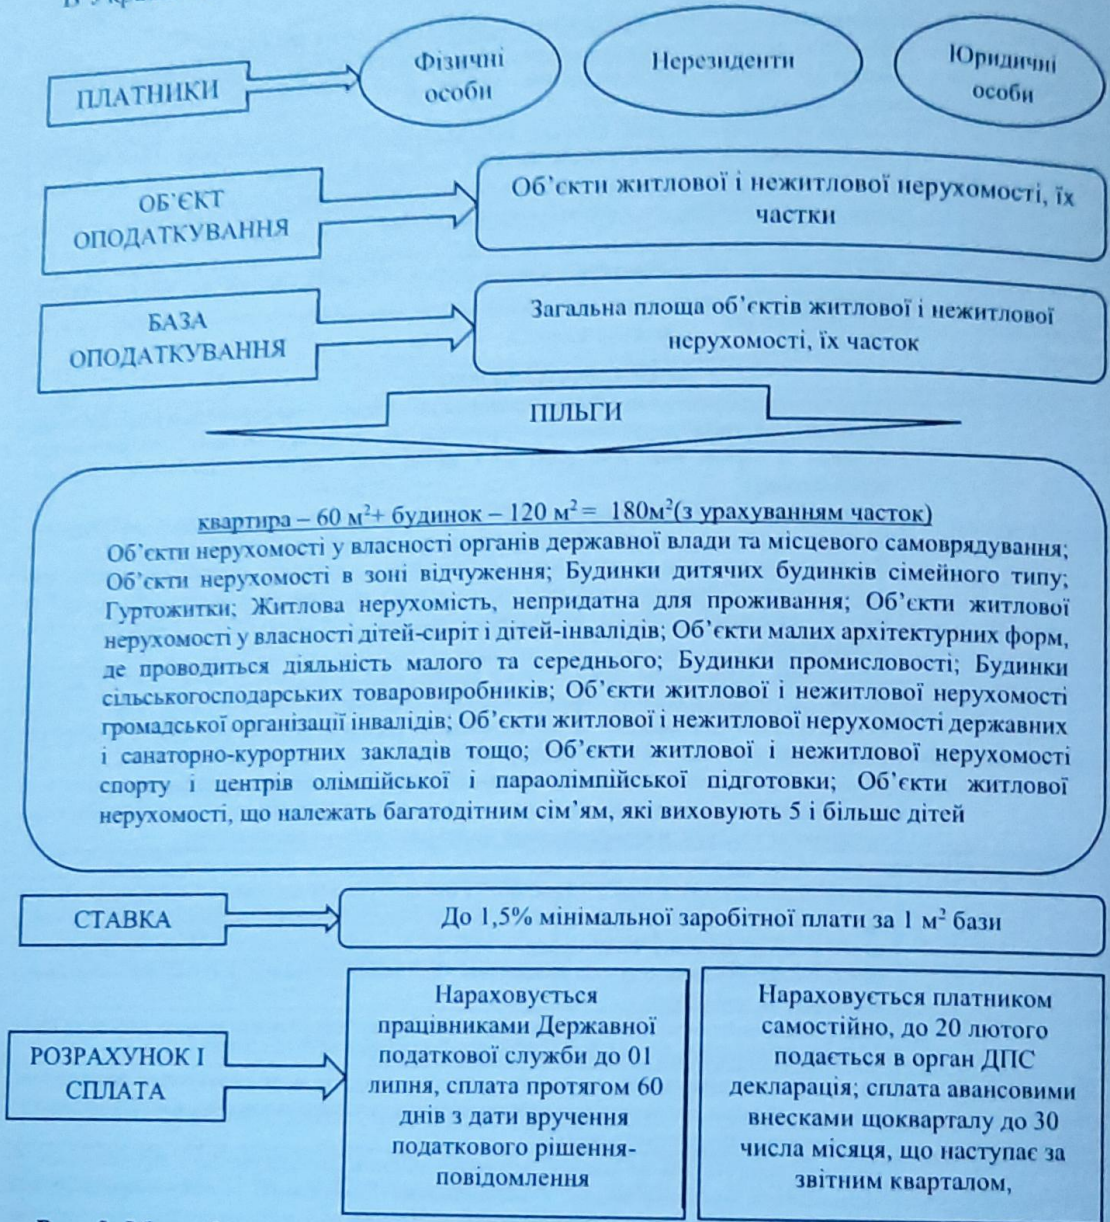 ПЛАТНИКИ
Фізичні
особи
Нерезиденти
Юридичні
особи
ОБ’ЄКТ
ОПОДАТКУВАННЯ
Об’єкти житлової і нежитлової нерухомості, їх
частки
БАЗА
ОПОДАТКУВАННЯ
Загальна площа об’єктів житлової і нежитлової
нерухомості, їх часток
ПІЛЬГИ
квартира – 60 м²+ будинок – 120 м² = 180м²(з урахуванням часток)
Об’єкти нерухомості у власності органів державної влади та місцевого самоврядування;
Об’єкти нерухомості в зоні відчуження; Будинки дитячих будинків сімейного типу;
Гуртожитки; Житлова нерухомість, непридатна для проживання; Об’єкти житлової
нерухомості у власності дітей-сиріт і дітей-інвалідів; Об’єкти малих архітектурних форм,
де проводиться діяльність малого та середнього; Будинки промисловості; Будинки
сільськогосподарських товаровиробників; Об’єкти житлової і нежитлової нерухомості
громадської організації інвалідів; Об’єкти житлової і нежитлової нерухомості державних
і санаторно-курортних закладів тощо; Об’єкти житлової і нежитлової нерухомості
спорту і центрів олімпійської і параолімпійської підготовки; Об’єкти житлової
нерухомості, що належать багатодітним сім’ям, які виховують 5 і більше дітей
СТАВКА
До 1,5% мінімальної заробітної плати за 1 м² бази
РОЗРАХУНОК І
СПЛАТА
Нараховується
працівниками Державної
податкової служби до 01
липня, сплата протягом 60
днів з дати вручення
податкового рішення-
повідомлення
Нараховується платником
самостійно, до 20 лютого
подається в орган ДПС
декларація; сплата авансовими
внесками щокварталу до 30
числа місяця, що наступає за
звітним кварталом,